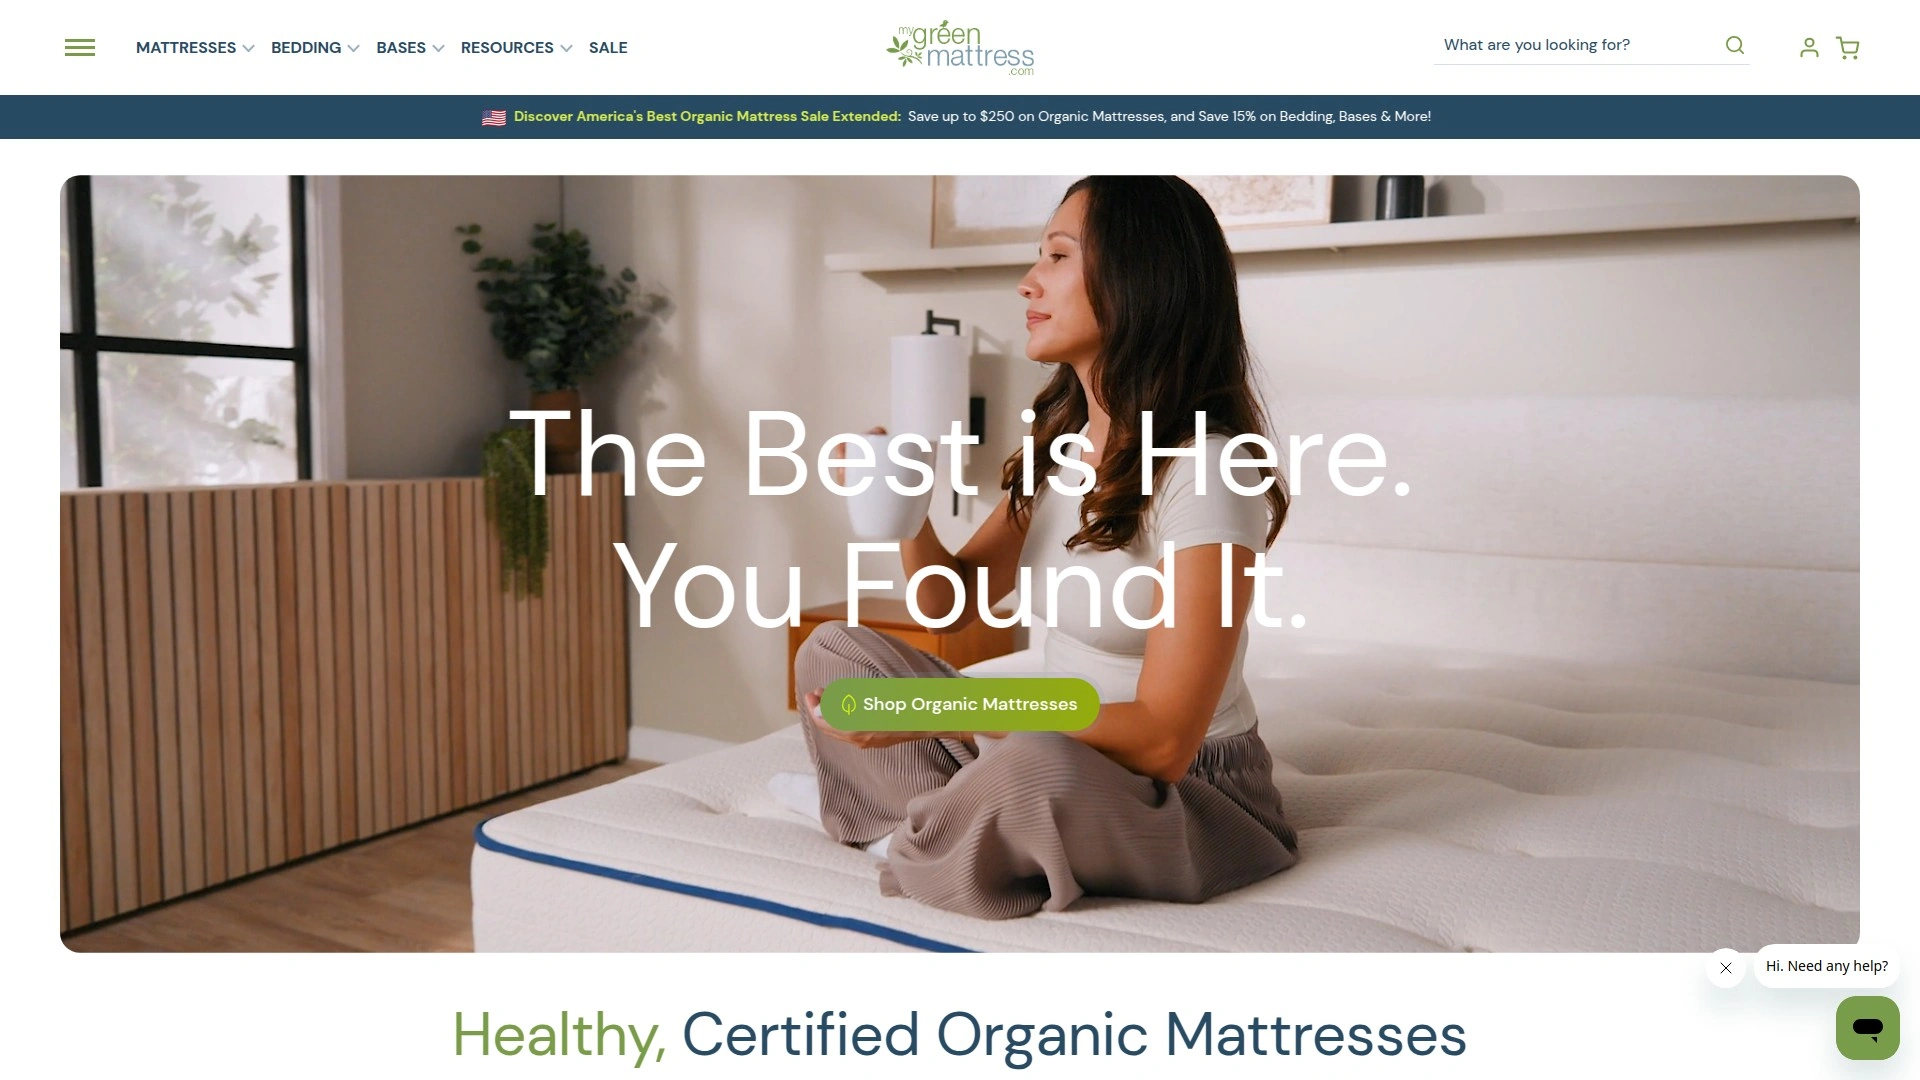 MATTRESSES
BEDDING
BASES
RESOURCES
SALE
my green
mattress
.com
What are you looking for?
Discover America's Best Organic Mattress Sale Extended: Save up to $250 on Organic Mattresses, and Save 15% on Bedding, Bases & More!
The Best is Here.
You Found It.
Shop Organic Mattresses
Hi. Need any help?
Healthy, Certified Organic Mattresses